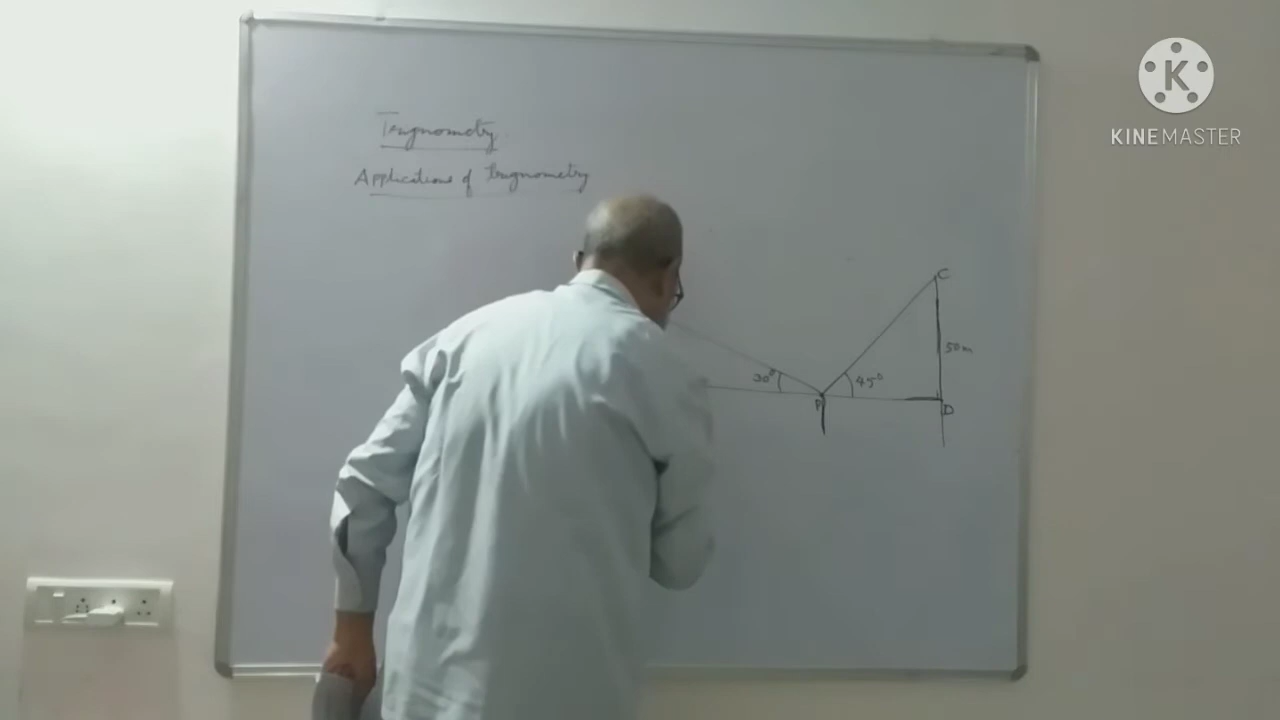 Trignometry
Applications of trignometry
K
KINEMASTER
C
50m
30°
45°
P
D